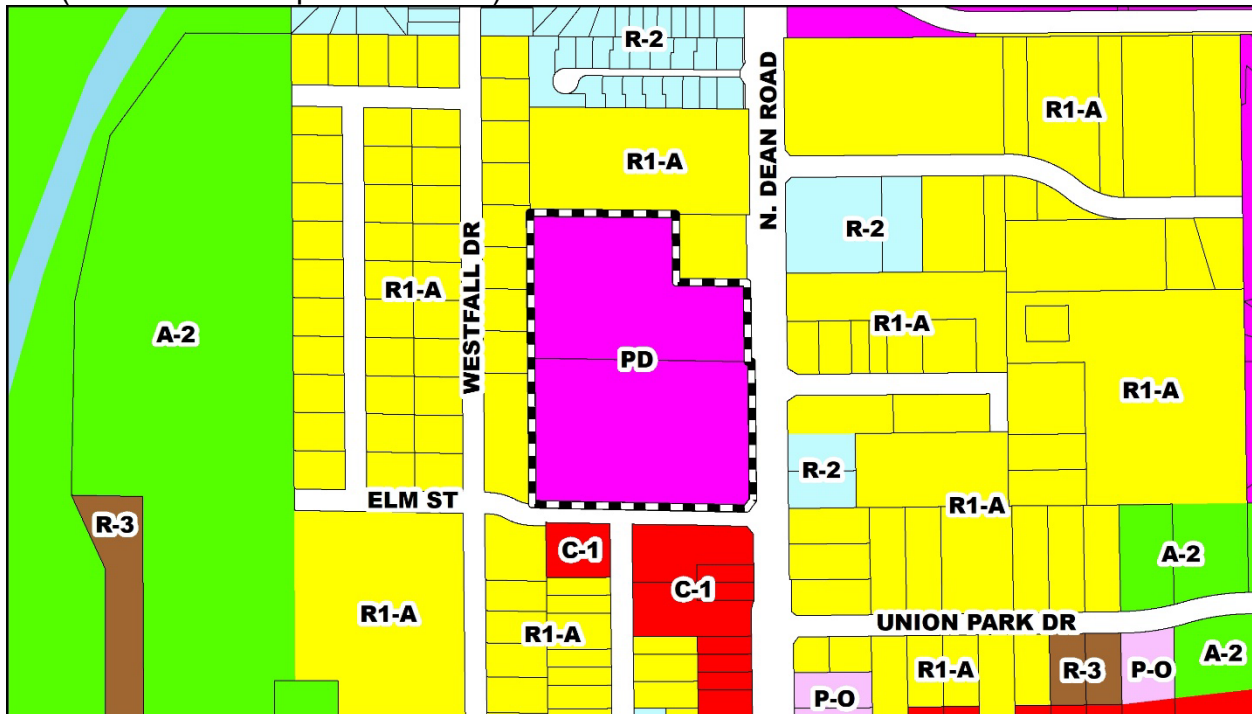 R-2
R1-A
N. DEAN ROAD
R1-A
R-2
WESTFALL DR
R1-A
R1-A
A-2
PD
R1-A
R-2
ELM ST
R1-A
R-3
C-1
A-2
C-1
R1-A
UNION PARK DR
R1-A
A-2
R1-A
R-3
P-O
P-O